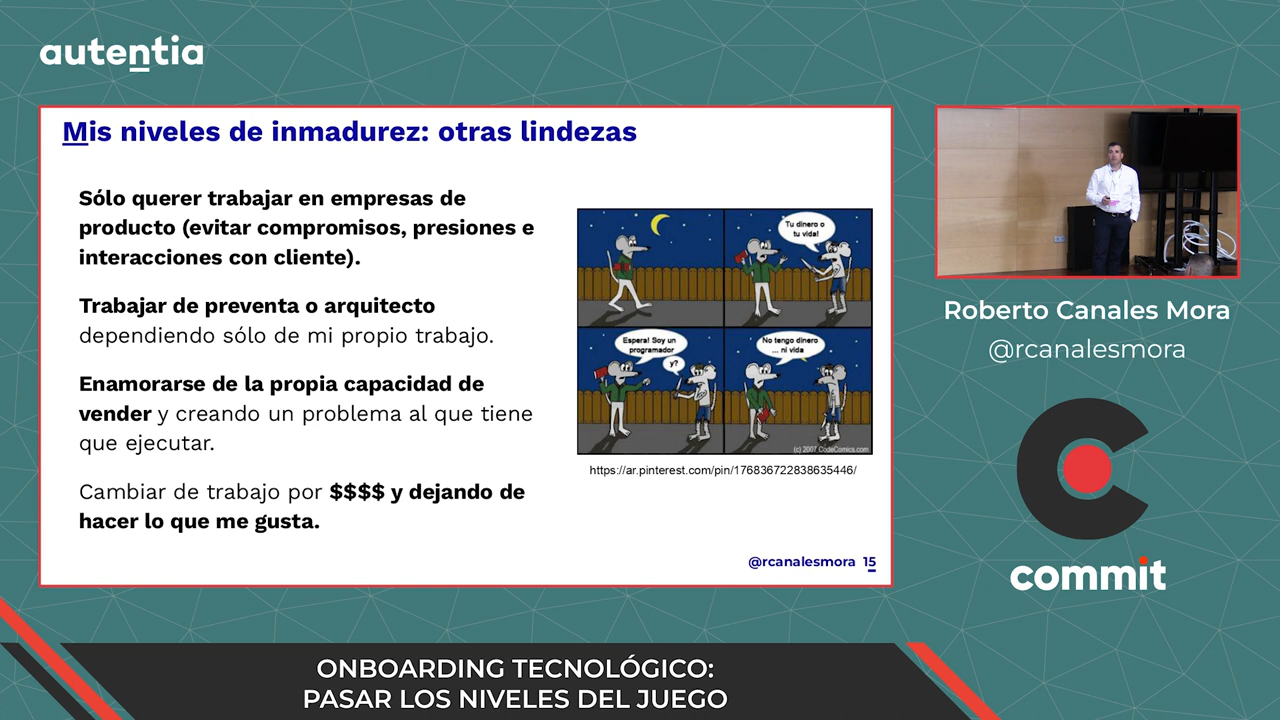 autentia
Mis niveles de inmadurez: otras lindezas
Sólo querer trabajar en empresas de
producto (evitar compromisos, presiones e
interacciones con cliente).
Trabajar de preventa o arquitecto
dependiendo sólo de mi propio trabajo.
Enamorarse de la propia capacidad de
vender y creando un problema al que tiene
que ejecutar.
Cambiar de trabajo por $$$$ y dejando de
hacer lo que me gusta.
Tu dinero o
tu vida!
Espera! Soy un
programador
y?
No tengo dinero
... ni vida
(c) 2007 CodeComics.com
https://ar.pinterest.com/pin/176836722838635446/
@rcanalesmora 15
Roberto Canales Mora
@rcanalesmora
commit
ONBOARDING TECNOLÓGICO:
PASAR LOS NIVELES DEL JUEGO